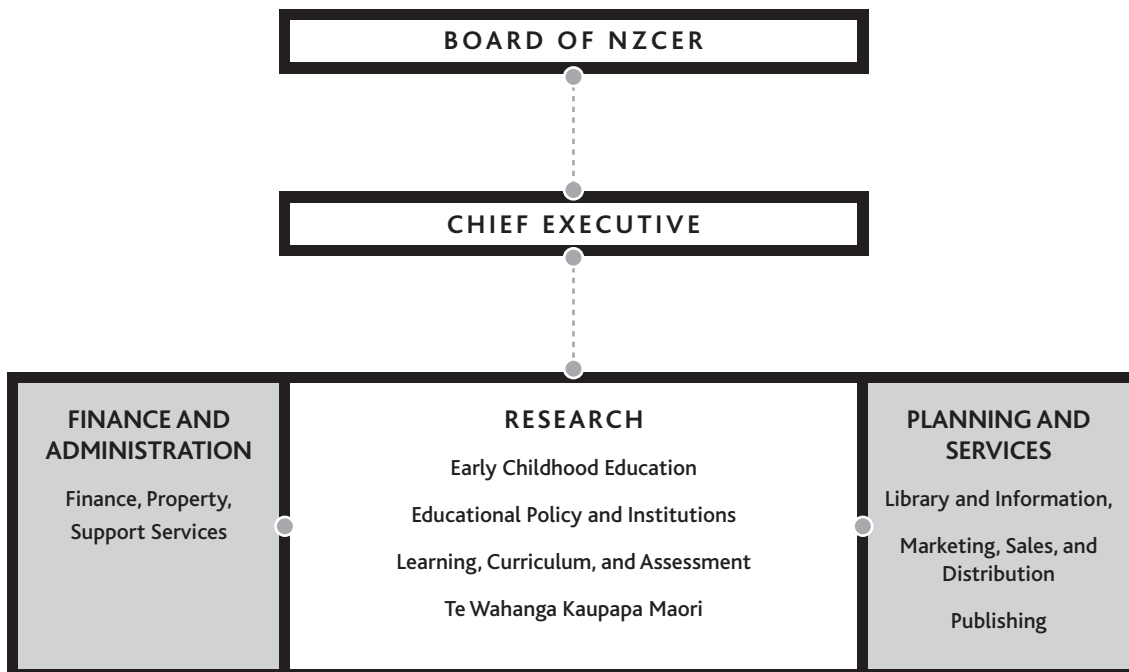 BOARD OF NZCER
CHIEF EXECUTIVE
FINANCE AND
ADMINISTRATION
Finance, Property,
Support Services
RESEARCH
Early Childhood Education
Educational Policy and Institutions
Learning, Curriculum, and Assessment
Te Wahanga Kaupapa Maori
PLANNING AND
SERVICES
Library and Information,
Marketing, Sales, and
Distribution
Publishing